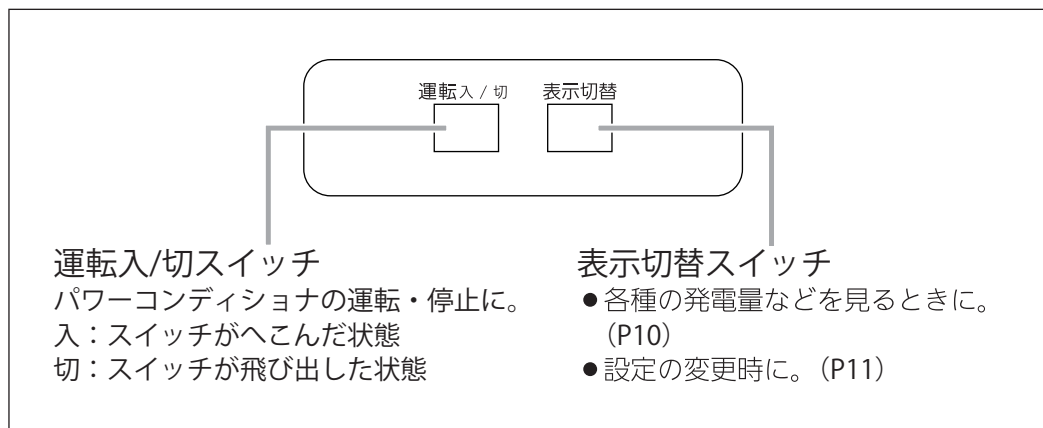 運転入 / 切 表示切替
運転入/切スイッチ
パワーコンディショナの運転・停止に。
入：スイッチがへこんだ状態
切：スイッチが飛び出した状態
表示切替スイッチ
●各種の発電量などを見るときに。
（P10）
●設定の変更時に。（P11）